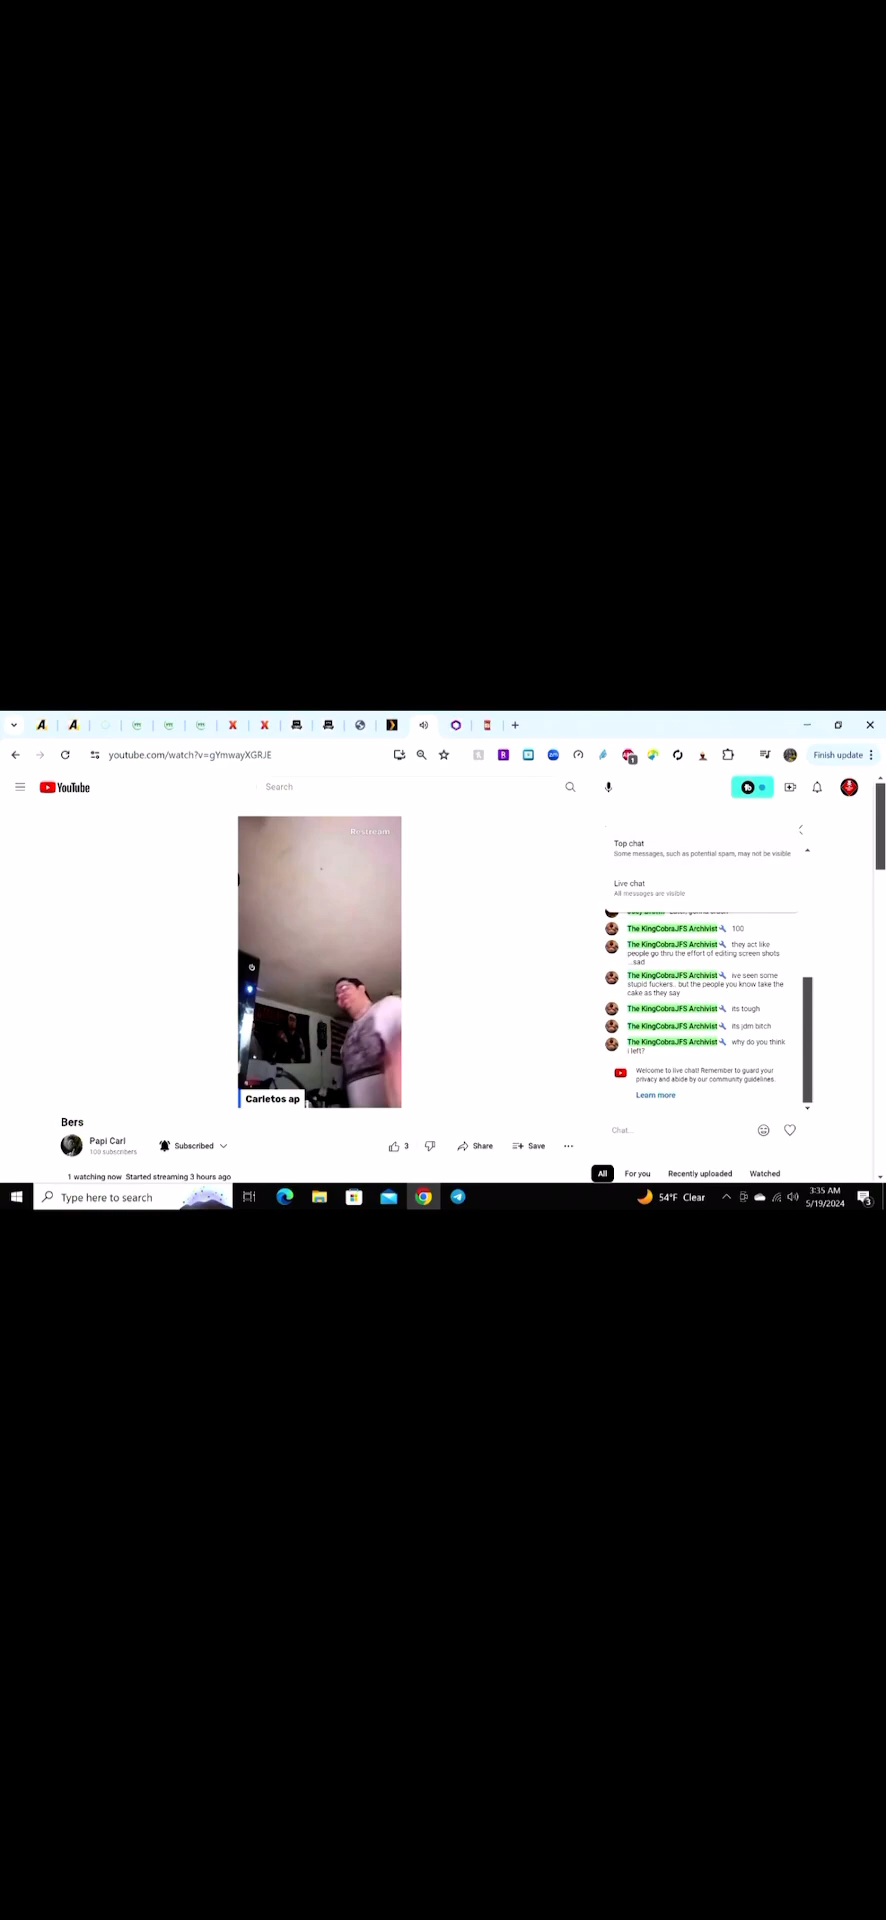 youtube.com/watch?v=gYmwayXGRJE
1
Finish update
YouTube
Search
Restream
Carletos ap
Top chat
Some messages, such as potential spam, may not be visible
Live chat
All messages are visible
The KingCobraJFS Archivist 100
The KingCobraJFS Archivist they act like
people go thru the effort of editing screen shots
...sad
The KingCobraJFS Archivist ive seen some
stupid fuckers.. but the people you know take the
cake as they say
The KingCobraJFS Archivist its tough
The KingCobraJFS Archivist its jdm bitch
The KingCobraJFS Archivist why do you think
i left?
Welcome to live chat! Remember to guard your
privacy and abide by our community guidelines.
Learn more
Chat...
Bers
Papi Carl
100 subscribers
Subscribed
3
Share
Save
1 watching now Started streaming 3 hours ago
All
For you
Recently uploaded
Watched
Type here to search
54°F Clear
3:35 AM
5/19/2024
3